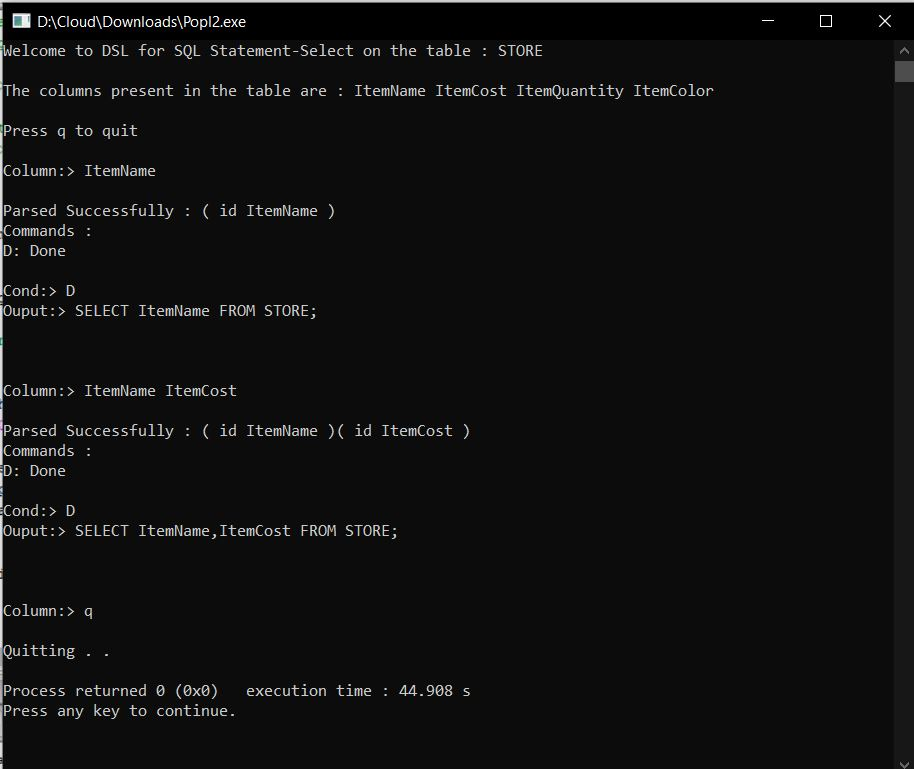 D:\Cloud\Downloads\Popl2.exe
Welcome to DSL for SQL Statement-Select on the table : STORE
The columns present in the table are : ItemName ItemCost ItemQuantity ItemColor
Press q to quit
Column:> ItemName
Parsed Successfully : ( id ItemName )
Commands :
D: Done
Cond:> D
Ouput:> SELECT ItemName FROM STORE;
Column:> ItemName ItemCost
Parsed Successfully : ( id ItemName )( id ItemCost )
Commands :
D: Done
Cond:> D
Ouput:> SELECT ItemName,ItemCost FROM STORE;
Column:> q
Quitting . .
Process returned 0 (0x0)   execution time : 44.908 s
Press any key to continue.